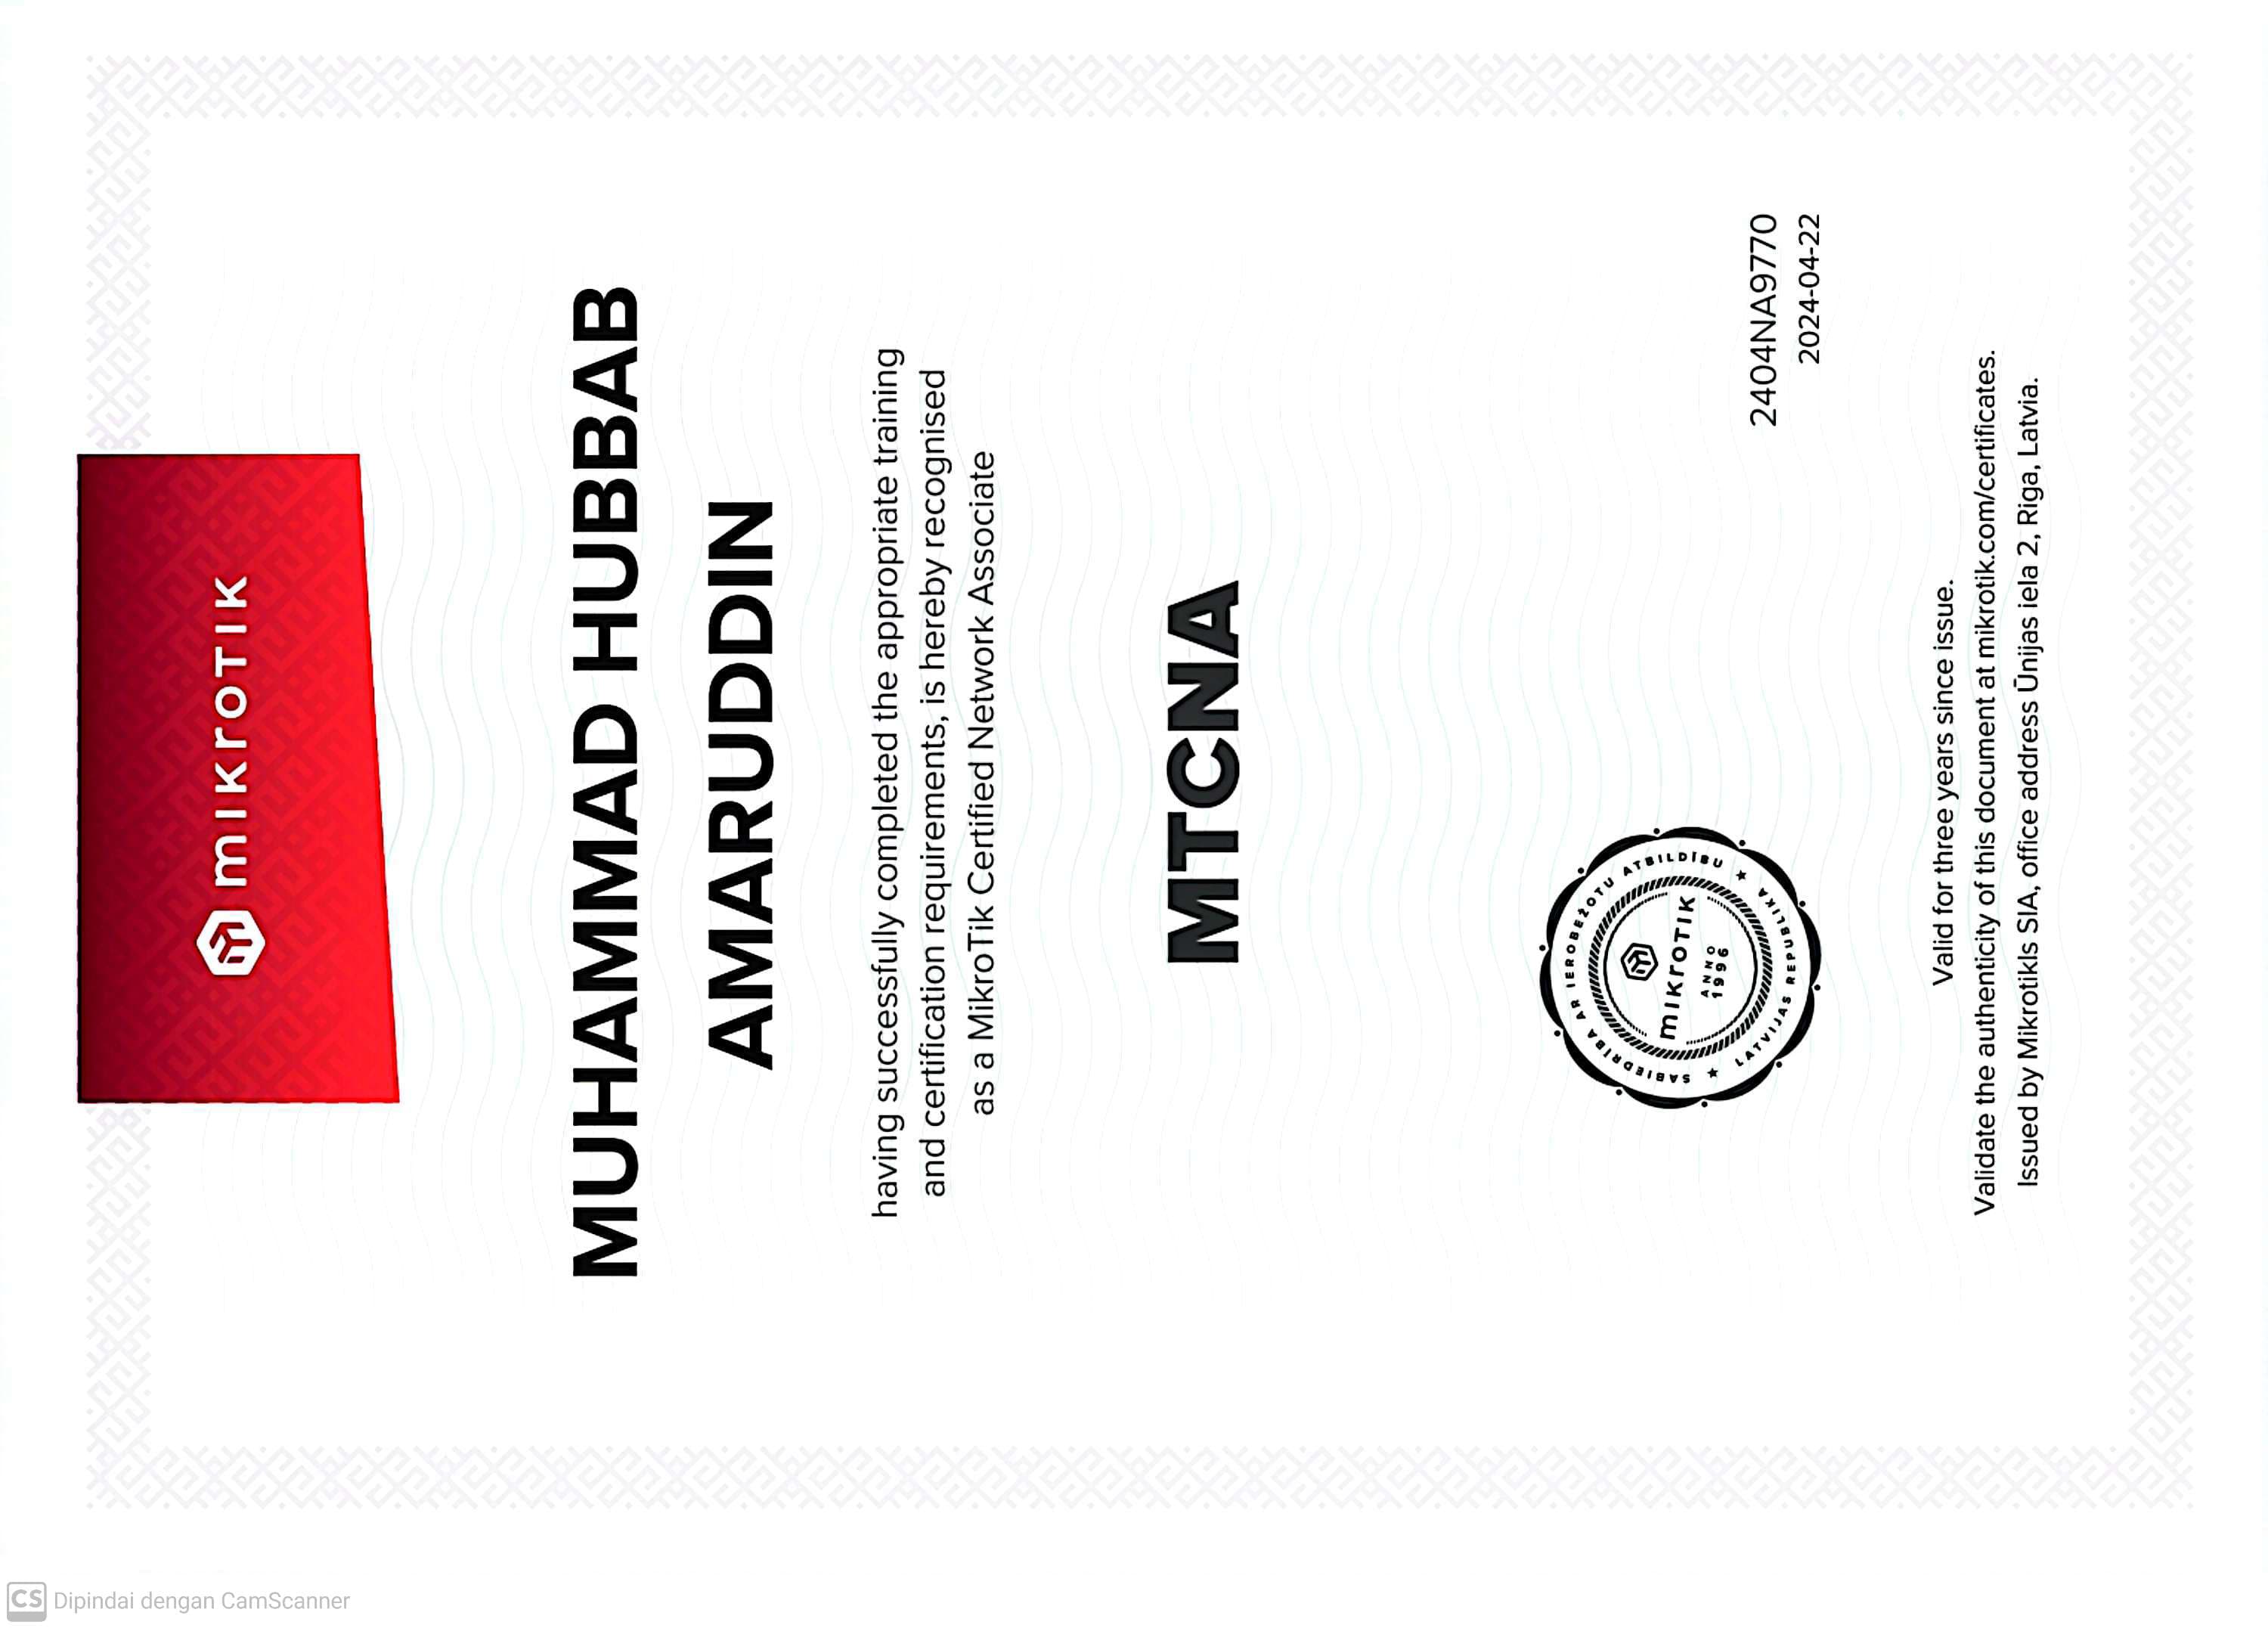 mikrotik
MUHAMMAD HUBBAB
AMARUDDIN
having successfully completed the appropriate training
and certification requirements, is hereby recognised
as a MikroTik Certified Network Associate
MTCNA
SABIEDRĪBA AR IEROBEŽOTU ATBILDĪBU ★ LATVIJAS REPUBLIKA ★
mikrotik
ANNO
1996
2404NA9770
2024-04-22
Valid for three years since issue.
Validate the authenticity of this document at mikrotik.com/certificates.
Issued by Mikrotikls SIA, office address Ūnijas iela 2, Riga, Latvia.
CS Dipindai dengan CamScanner